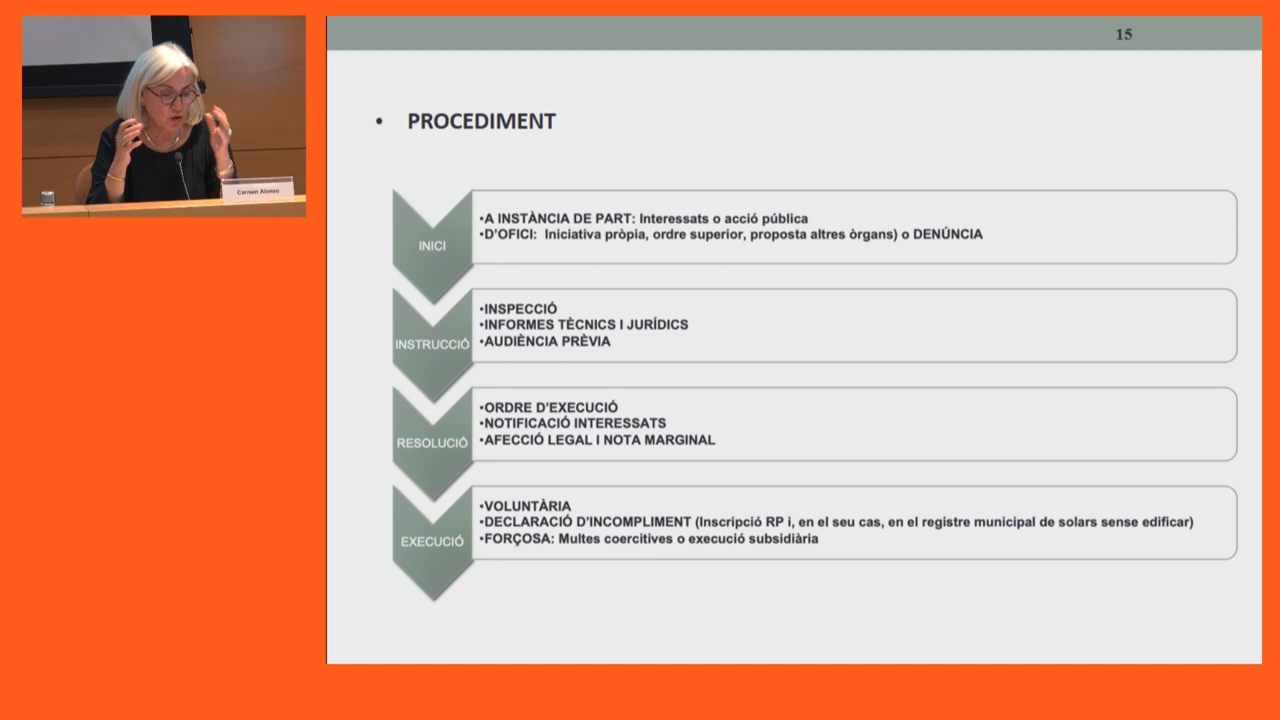 Carmen Alonso
15
• PROCEDIMENT
INICI
•A INSTÀNCIA DE PART: Interessats o acció pública
•D'OFICI: Iniciativa pròpia, ordre superior, proposta altres òrgans) o DENÚNCIA
INSTRUCCIÓ
•INSPECCIÓ
•INFORMES TÈCNICS I JURÍDICS
•AUDIÈNCIA PRÈVIA
RESOLUCIÓ
•ORDRE D'EXECUCIÓ
•NOTIFICACIÓ INTERESSATS
•AFECCIÓ LEGAL I NOTA MARGINAL
EXECUCIÓ
•VOLUNTÀRIA
•DECLARACIÓ D'INCOMPLIMENT (Inscripció RP i, en el seu cas, en el registre municipal de solars sense edificar)
•FORÇOSA: Multes coercitives o execució subsidiària